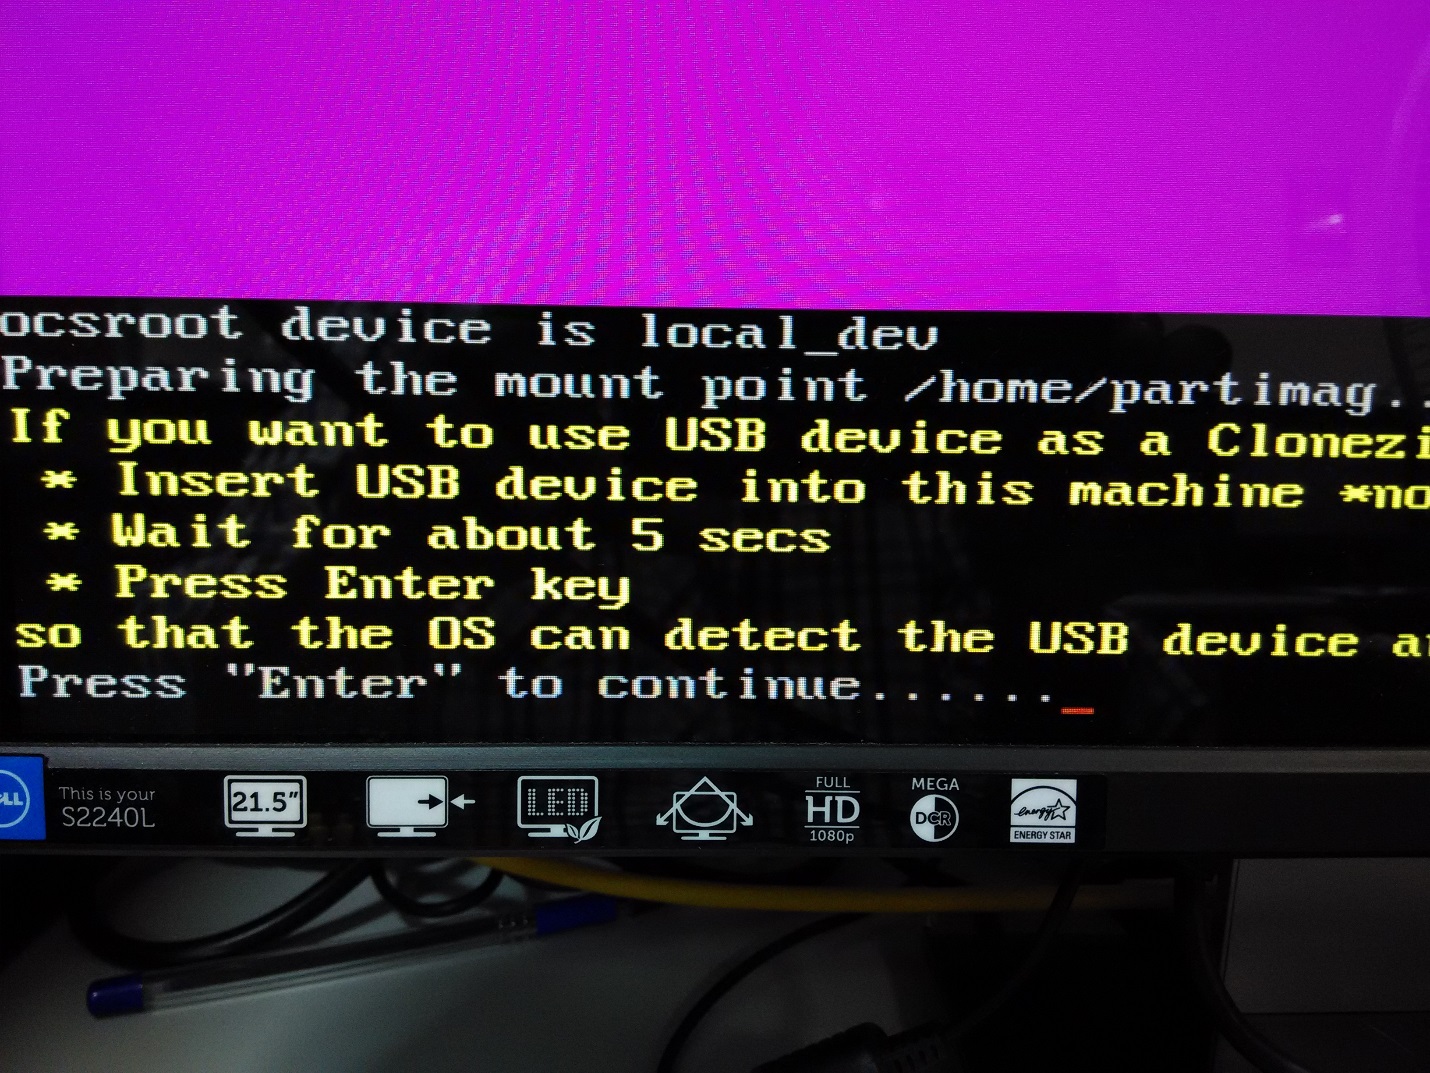 ocsroot device is local_dev
Preparing the mount point /home/partimag..
If you want to use USB device as a Clonezi
* Insert USB device into this machine *no
* Wait for about 5 secs
* Press Enter key
so that the OS can detect the USB device a
Press "Enter" to continue......_
This is your
S2240L
21.5"
LED
FULL
HD
1080p
MEGA
DCR
energy
ENERGY STAR